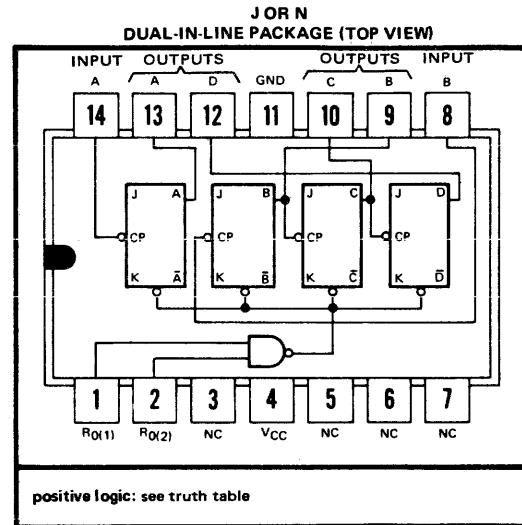 J OR N
DUAL-IN-LINE PACKAGE (TOP VIEW)
INPUT OUTPUTS OUTPUTS INPUT
A A D GND C B B
14 13 12 11 10 9 8
J A J B J C J D
CP CP CP CP
K A̅ K B̅ K C̅ K D̅
1 2 3 4 5 6 7
R0(1) R0(2) NC VCC NC NC NC
positive logic: see truth table